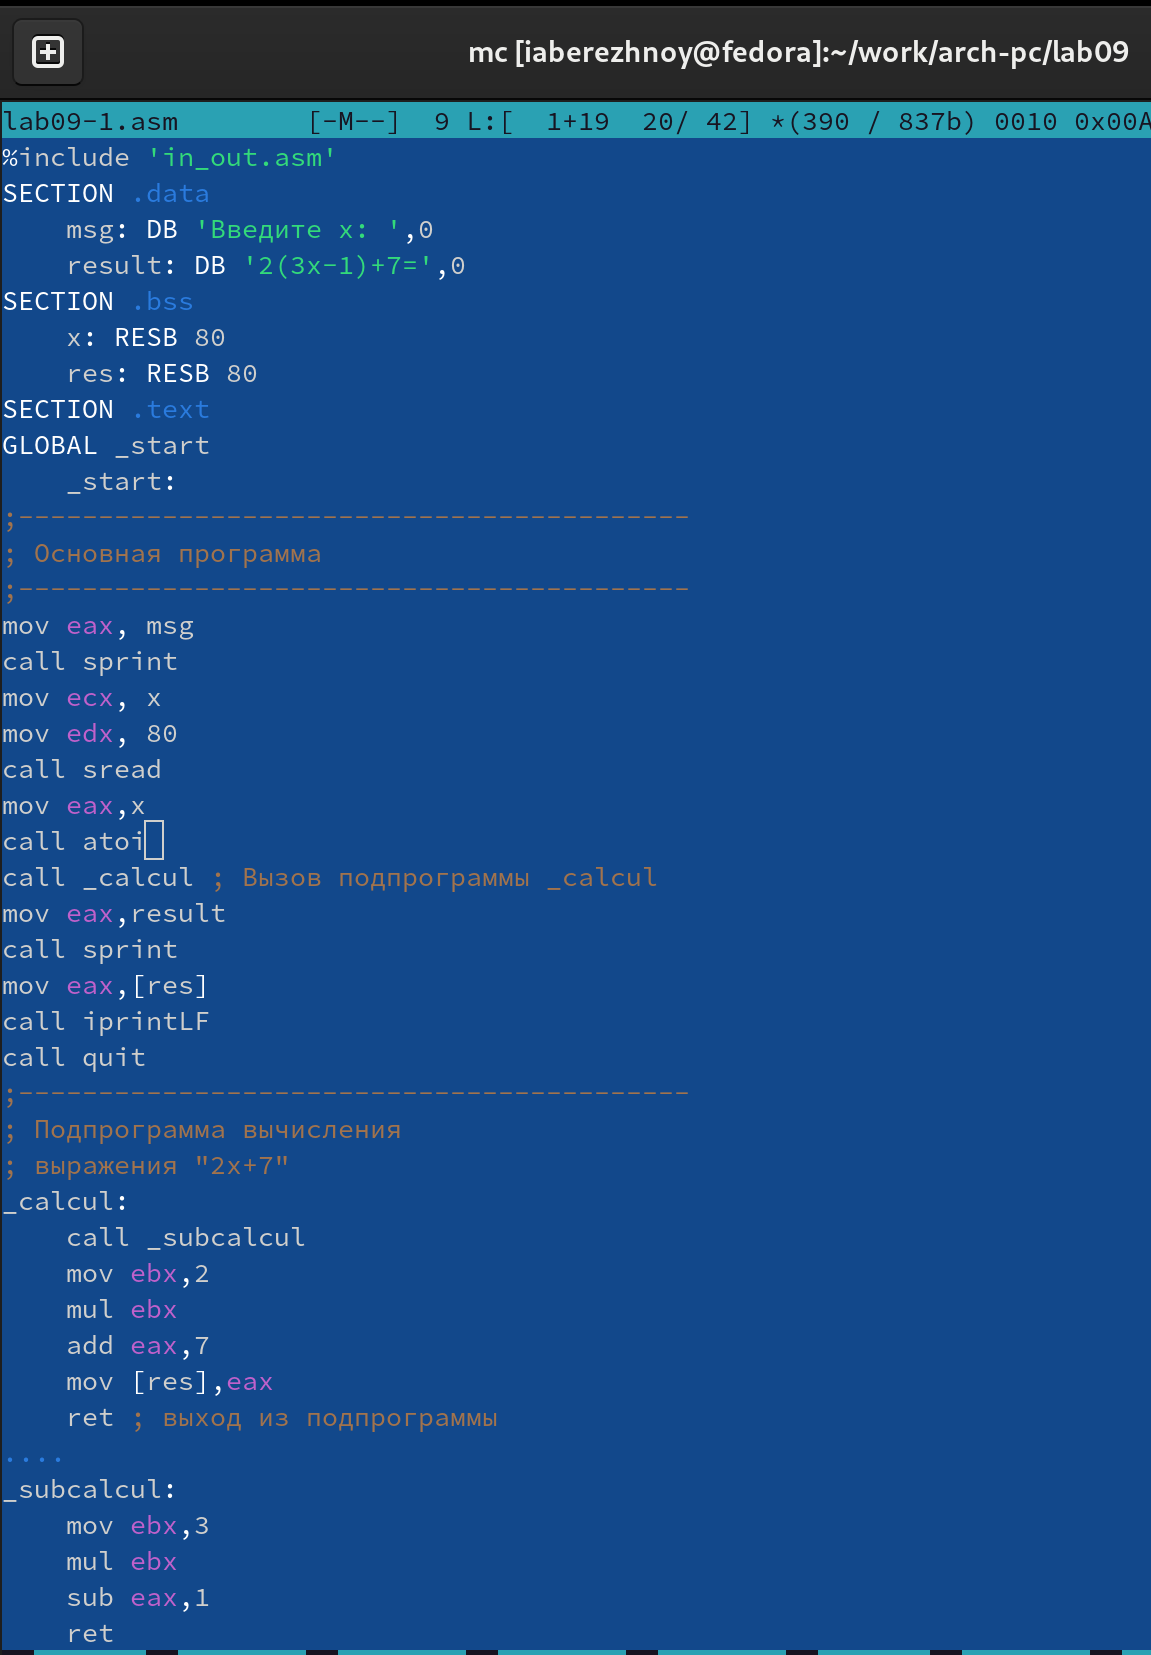 mc [iaberezhnoy@fedora]:~/work/arch-pc/lab09
lab09-1.asm [-M--] 9 L:[ 1+19 20/ 42] *(390 / 837b) 0010 0x00A
%include 'in_out.asm'
SECTION .data
    msg: DB 'Введите x: ',0
    result: DB '2(3x-1)+7=',0
SECTION .bss
    x: RESB 80
    res: RESB 80
SECTION .text
GLOBAL _start
    _start:
;------------------------------------------
; Основная программа
;------------------------------------------
mov eax, msg
call sprint
mov ecx, x
mov edx, 80
call sread
mov eax,x
call atoi
call _calcul ; Вызов подпрограммы _calcul
mov eax,result
call sprint
mov eax,[res]
call iprintLF
call quit
;------------------------------------------
; Подпрограмма вычисления
; выражения "2x+7"
_calcul:
    call _subcalcul
    mov ebx,2
    mul ebx
    add eax,7
    mov [res],eax
    ret ; выход из подпрограммы
....
_subcalcul:
    mov ebx,3
    mul ebx
    sub eax,1
    ret